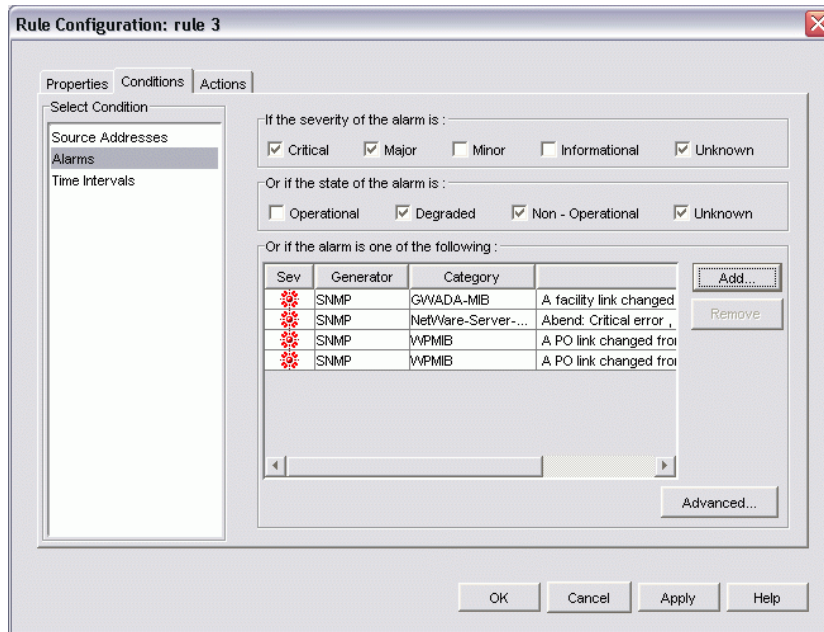 Rule Configuration: rule 3
Properties Conditions Actions
Select Condition
Source Addresses
Alarms
Time Intervals
If the severity of the alarm is :
Critical Major Minor Informational Unknown
Or if the state of the alarm is :
Operational Degraded Non - Operational Unknown
Or if the alarm is one of the following :
Sev Generator Category
SNMP GWADA-MIB A facility link changed
SNMP NetWare-Server-... Abend: Critical error ,
SNMP WPMIB A PO link changed fro
SNMP WPMIB A PO link changed fro
Add...
Remove
Advanced...
OK Cancel Apply Help